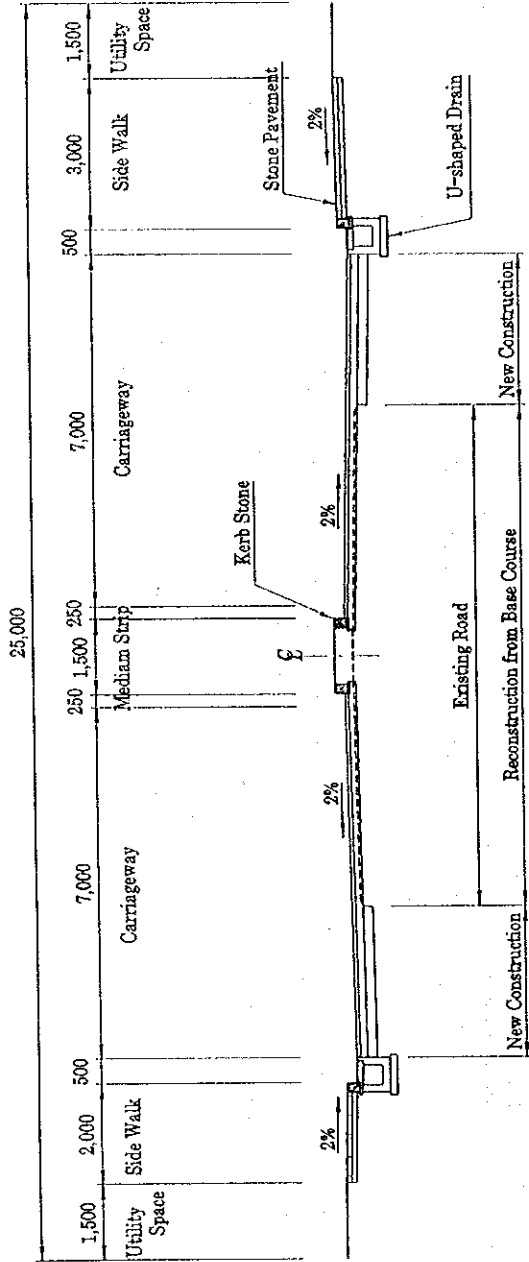 25,000
1,500
2,000
500
7,000
250
1,500
250
7,000
500
3,000
1,500
Utility
Space
Side Walk
Carriageway
Mediam Strip
Carriageway
Side Walk
Utility
Space
Kerb Stone
Stone Pavement
℄
2%
2%
2%
2%
U-shaped Drain
Existing Road
New Construction
Reconstruction from Base Course
New Construction